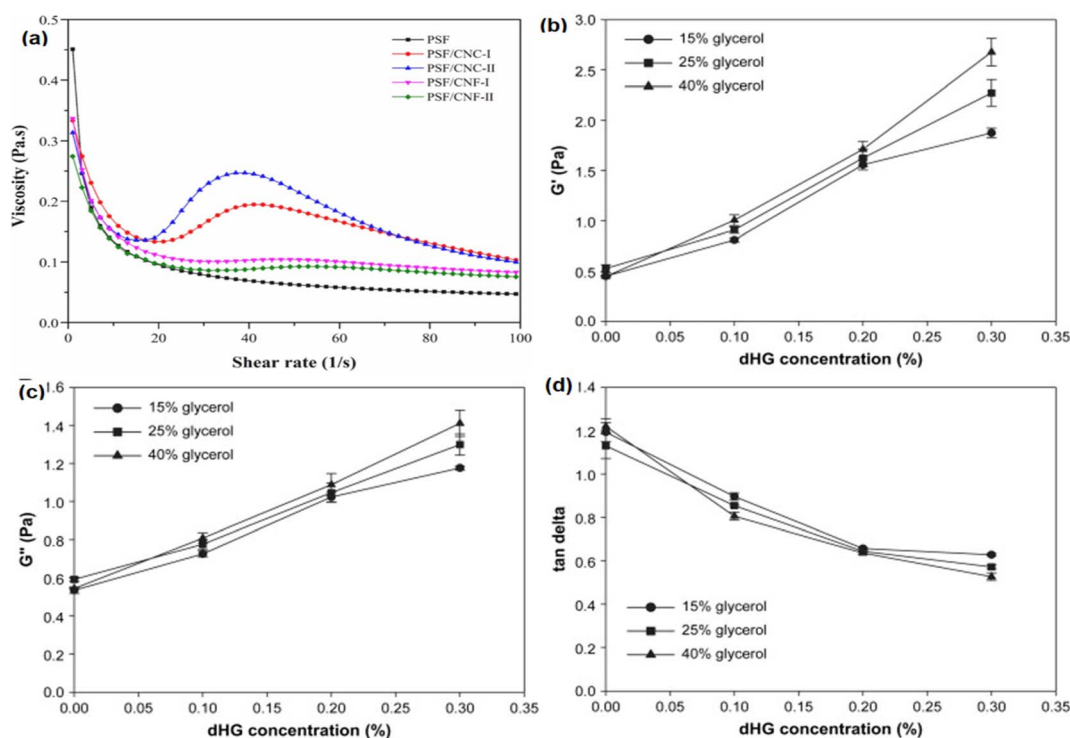 (a)
0.5
0.4
0.3
0.2
0.1
0.0
Viscosity (Pa.s)
PSF
PSF/CNC-I
PSF/CNC-II
PSF/CNF-I
PSF/CNF-II
0 20 40 60 80 100
Shear rate (1/s)
(b)
3.0
2.5
2.0
1.5
1.0
0.5
0.0
G' (Pa)
15% glycerol
25% glycerol
40% glycerol
0.00 0.05 0.10 0.15 0.20 0.25 0.30 0.35
dHG concentration (%)
(c)
1.6
1.4
1.2
1.0
0.8
0.6
0.4
0.2
0.0
G" (Pa)
15% glycerol
25% glycerol
40% glycerol
0.00 0.05 0.10 0.15 0.20 0.25 0.30 0.35
dHG concentration (%)
(d)
1.4
1.2
1.0
0.8
0.6
0.4
0.2
0.0
tan delta
15% glycerol
25% glycerol
40% glycerol
0.00 0.05 0.10 0.15 0.20 0.25 0.30 0.35
dHG concentration (%)